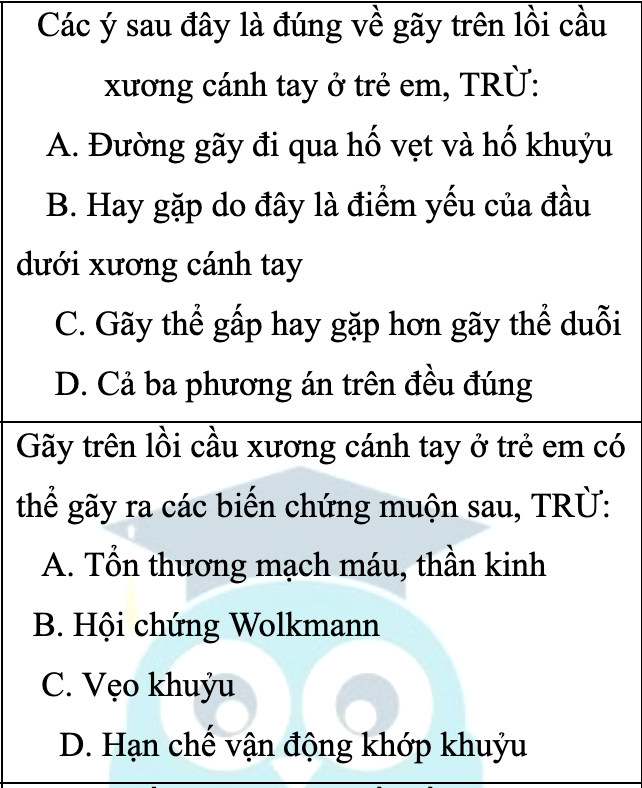 Các ý sau đây là đúng về gãy trên lồi cầu
xương cánh tay ở trẻ em, TRỪ:
A. Đường gãy đi qua hố vẹt và hố khuỷu
B. Hay gặp do đây là điểm yếu của đầu
dưới xương cánh tay
C. Gãy thể gấp hay gặp hơn gãy thể duỗi
D. Cả ba phương án trên đều đúng
Gãy trên lồi cầu xương cánh tay ở trẻ em có
thể gãy ra các biến chứng muộn sau, TRỪ:
A. Tổn thương mạch máu, thần kinh
B. Hội chứng Wolkmann
C. Vẹo khuỷu
D. Hạn chế vận động khớp khuỷu